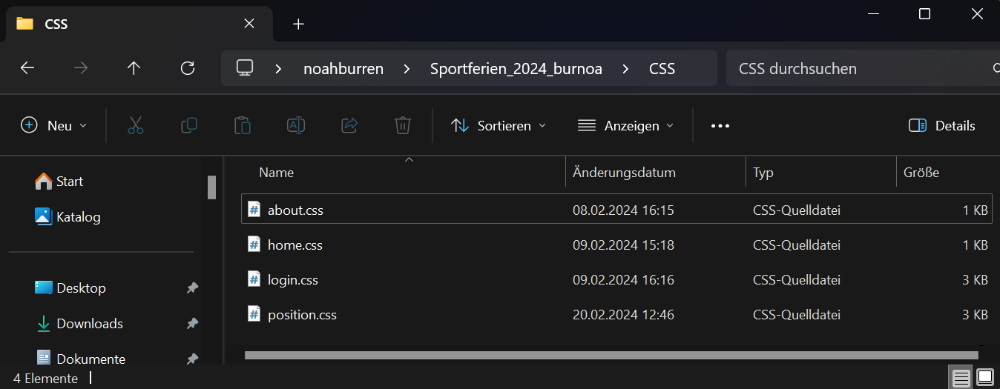 CSS
noahburren Sportferien_2024_burnoa CSS CSS durchsuchen
Neu Sortieren Anzeigen Details
Start
Katalog
Desktop
Downloads
Dokumente
Name Änderungsdatum Typ Größe
about.css 08.02.2024 16:15 CSS-Quelldatei 1 KB
home.css 09.02.2024 15:18 CSS-Quelldatei 1 KB
login.css 09.02.2024 16:16 CSS-Quelldatei 3 KB
position.css 20.02.2024 12:46 CSS-Quelldatei 3 KB
4 Elemente